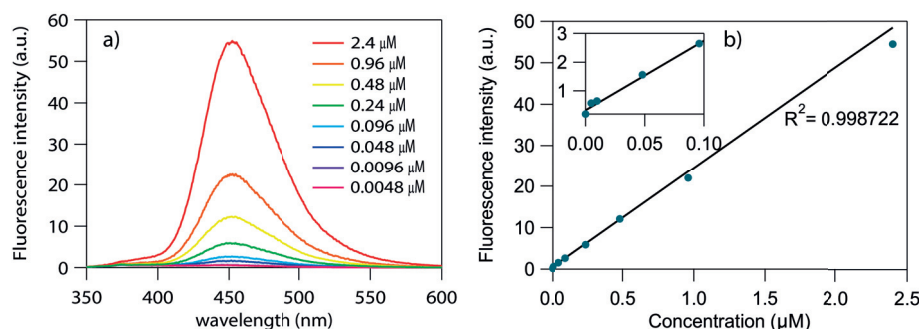 a)
Fluorescence intensity (a.u.)
60
50
40
30
20
10
0
350
400
450
500
550
600
wavelength (nm)
2.4 μM
0.96 μM
0.48 μM
0.24 μM
0.096 μM
0.048 μM
0.0096 μM
0.0048 μM
b)
Fluorescence intensity (a.u.)
60
50
40
30
20
10
0
0.0
0.5
1.0
1.5
2.0
2.5
Concentration (μM)
3
2
1
0.00
0.05
0.10
R²= 0.998722